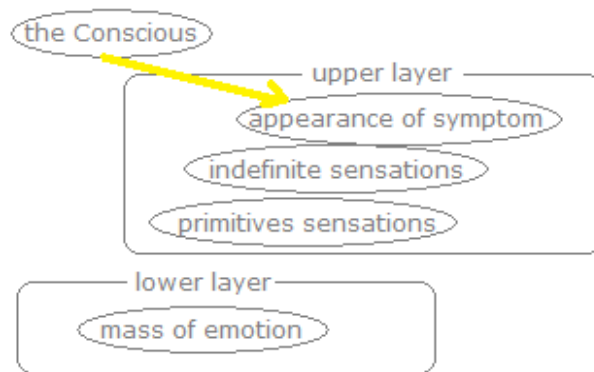 the Conscious
upper layer
appearance of symptom
indefinite sensations
primitives sensations
lower layer
mass of emotion